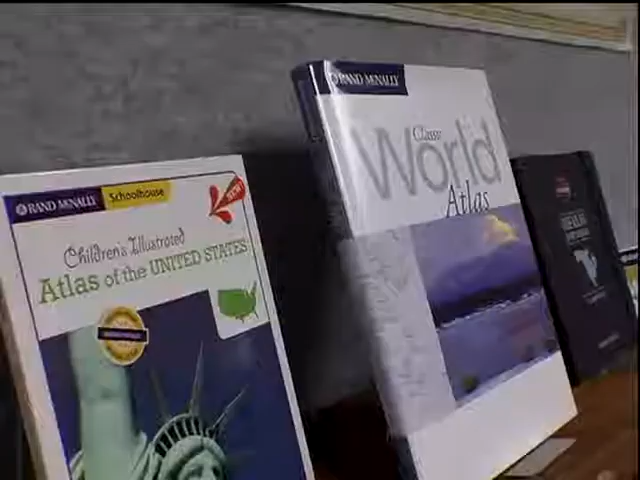 RAND McNALLY Schoolhouse
NEW!
Children's Illustrated
Atlas of the UNITED STATES
RAND McNALLY
Classic
World
Atlas